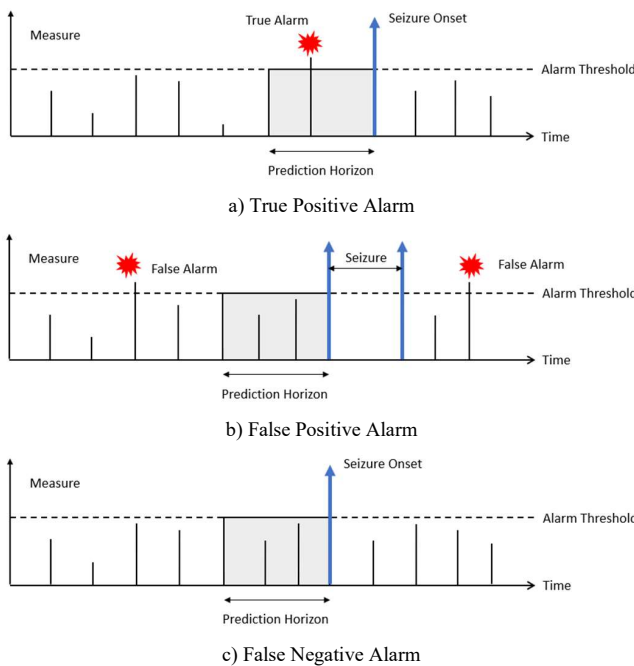 True Alarm
Seizure Onset
Measure
Alarm Threshold
Time
Prediction Horizon
a) True Positive Alarm
Measure
Seizure
False Alarm
False Alarm
Alarm Threshold
Time
Prediction Horizon
b) False Positive Alarm
Seizure Onset
Measure
Alarm Threshold
Time
Prediction Horizon
c) False Negative Alarm